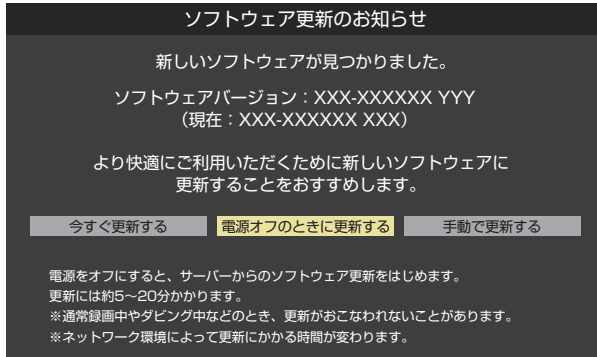 ソフトウェア更新のお知らせ
新しいソフトウェアが見つかりました。
ソフトウェアバージョン：XXX-XXXXXX YYY
（現在：XXX-XXXXXX XXX）
より快適にご利用いただくために新しいソフトウェアに
更新することをおすすめします。
今すぐ更新する 電源オフのときに更新する 手動で更新する
電源をオフにすると、サーバーからのソフトウェア更新をはじめます。
更新には約5～20分かかります。
※通常録画中やダビング中などのとき、更新がおこなわれないことがあります。
※ネットワーク環境によって更新にかかる時間が変わります。